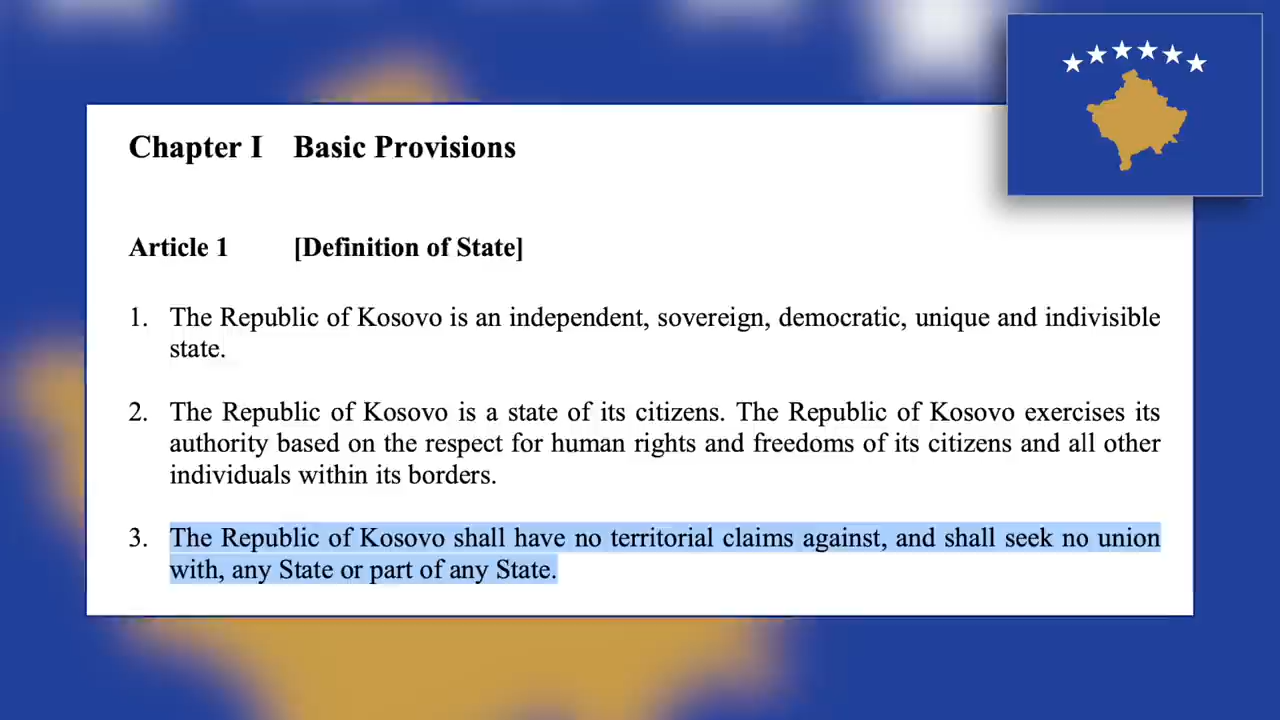 Chapter I Basic Provisions
Article 1 [Definition of State]
1. The Republic of Kosovo is an independent, sovereign, democratic, unique and indivisible
state.
2. The Republic of Kosovo is a state of its citizens. The Republic of Kosovo exercises its
authority based on the respect for human rights and freedoms of its citizens and all other
individuals within its borders.
3. The Republic of Kosovo shall have no territorial claims against, and shall seek no union
with, any State or part of any State.